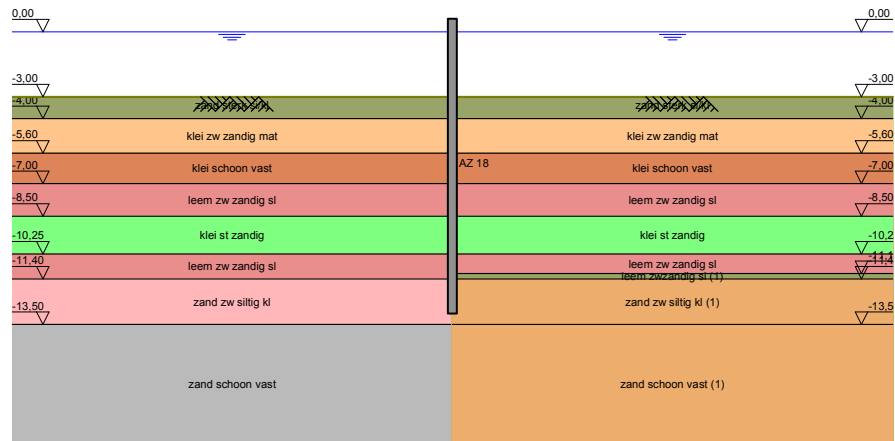 0,00
0,00
-3,00
-3,00
-4,00
-4,00
klei zw zandig mat
klei zw zandig mat
-5,60
-5,60
klei schoon vast
AZ 18
klei schoon vast
-7,00
-7,00
leem zw zandig sl
leem zw zandig sl
-8,50
-8,50
klei st zandig
klei st zandig
-10,25
-10,2
leem zw zandig sl
leem zw zandig sl
-11,40
leem zwzandig sl (1)
zand zw siltig kl
zand zw siltig kl (1)
-13,50
-13,5
zand schoon vast
zand schoon vast (1)